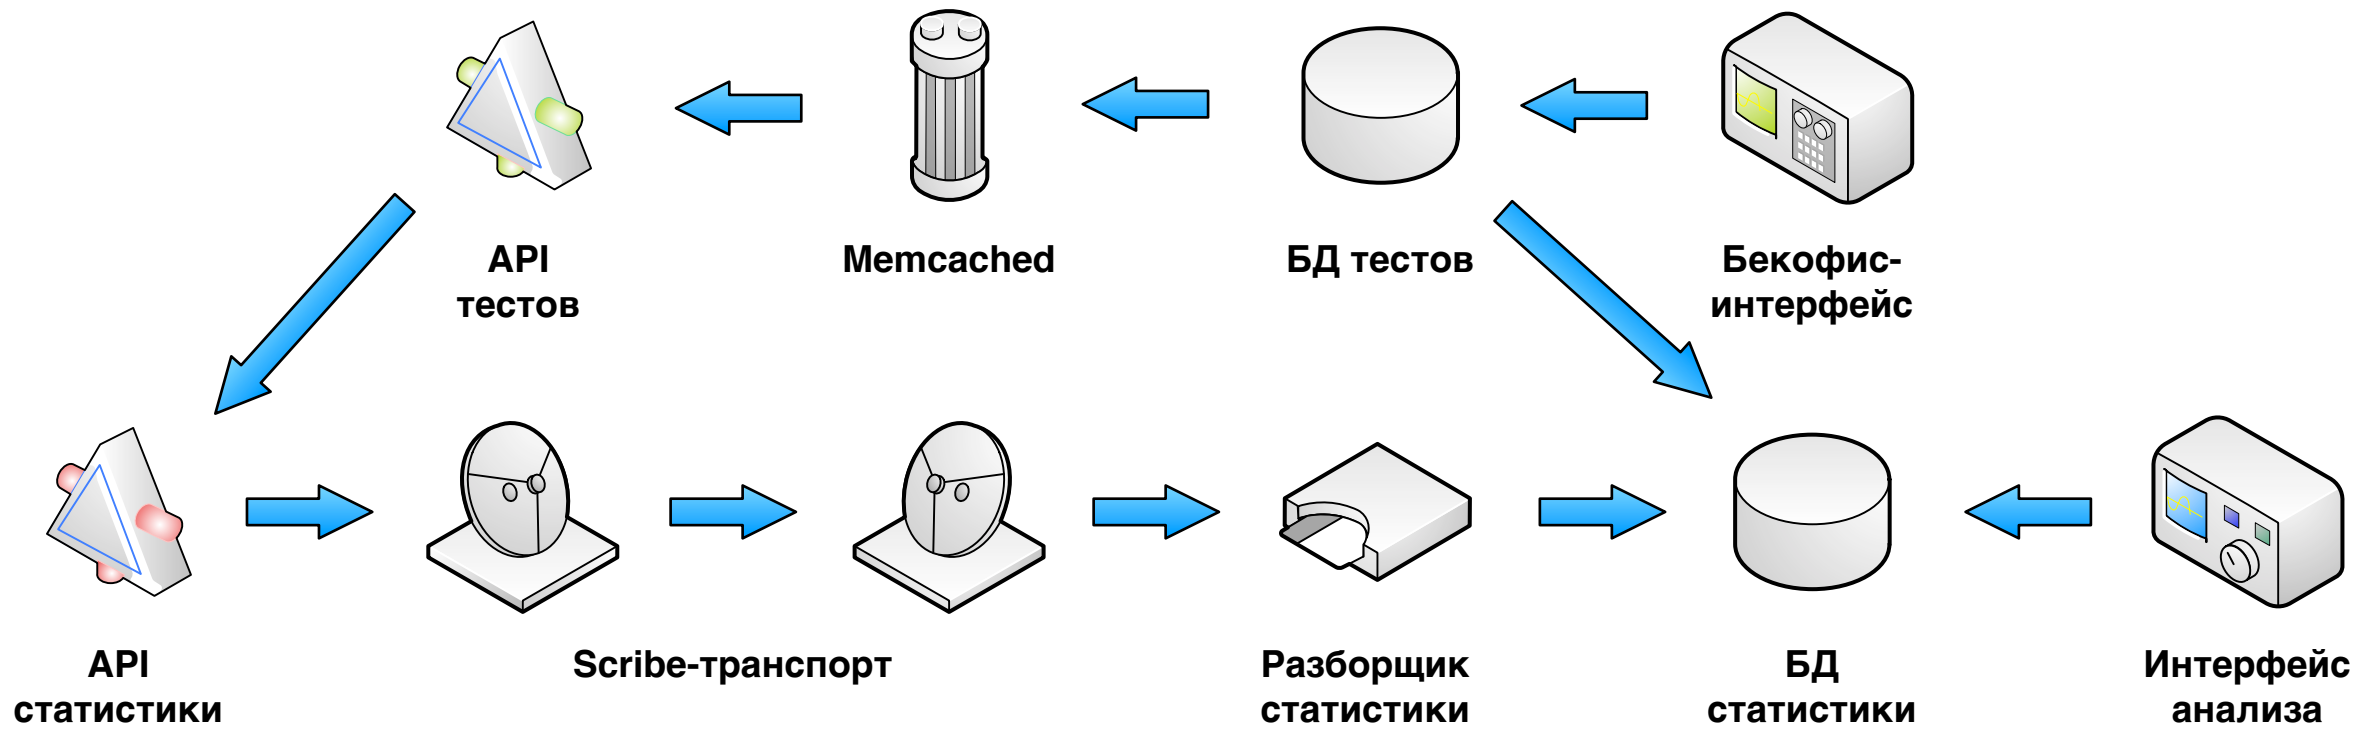 API
тестов
Memcached
БД тестов
Бекофис-
интерфейс
API
статистики
Scribe-транспорт
Разборщик
статистики
БД
статистики
Интерфейс
анализа